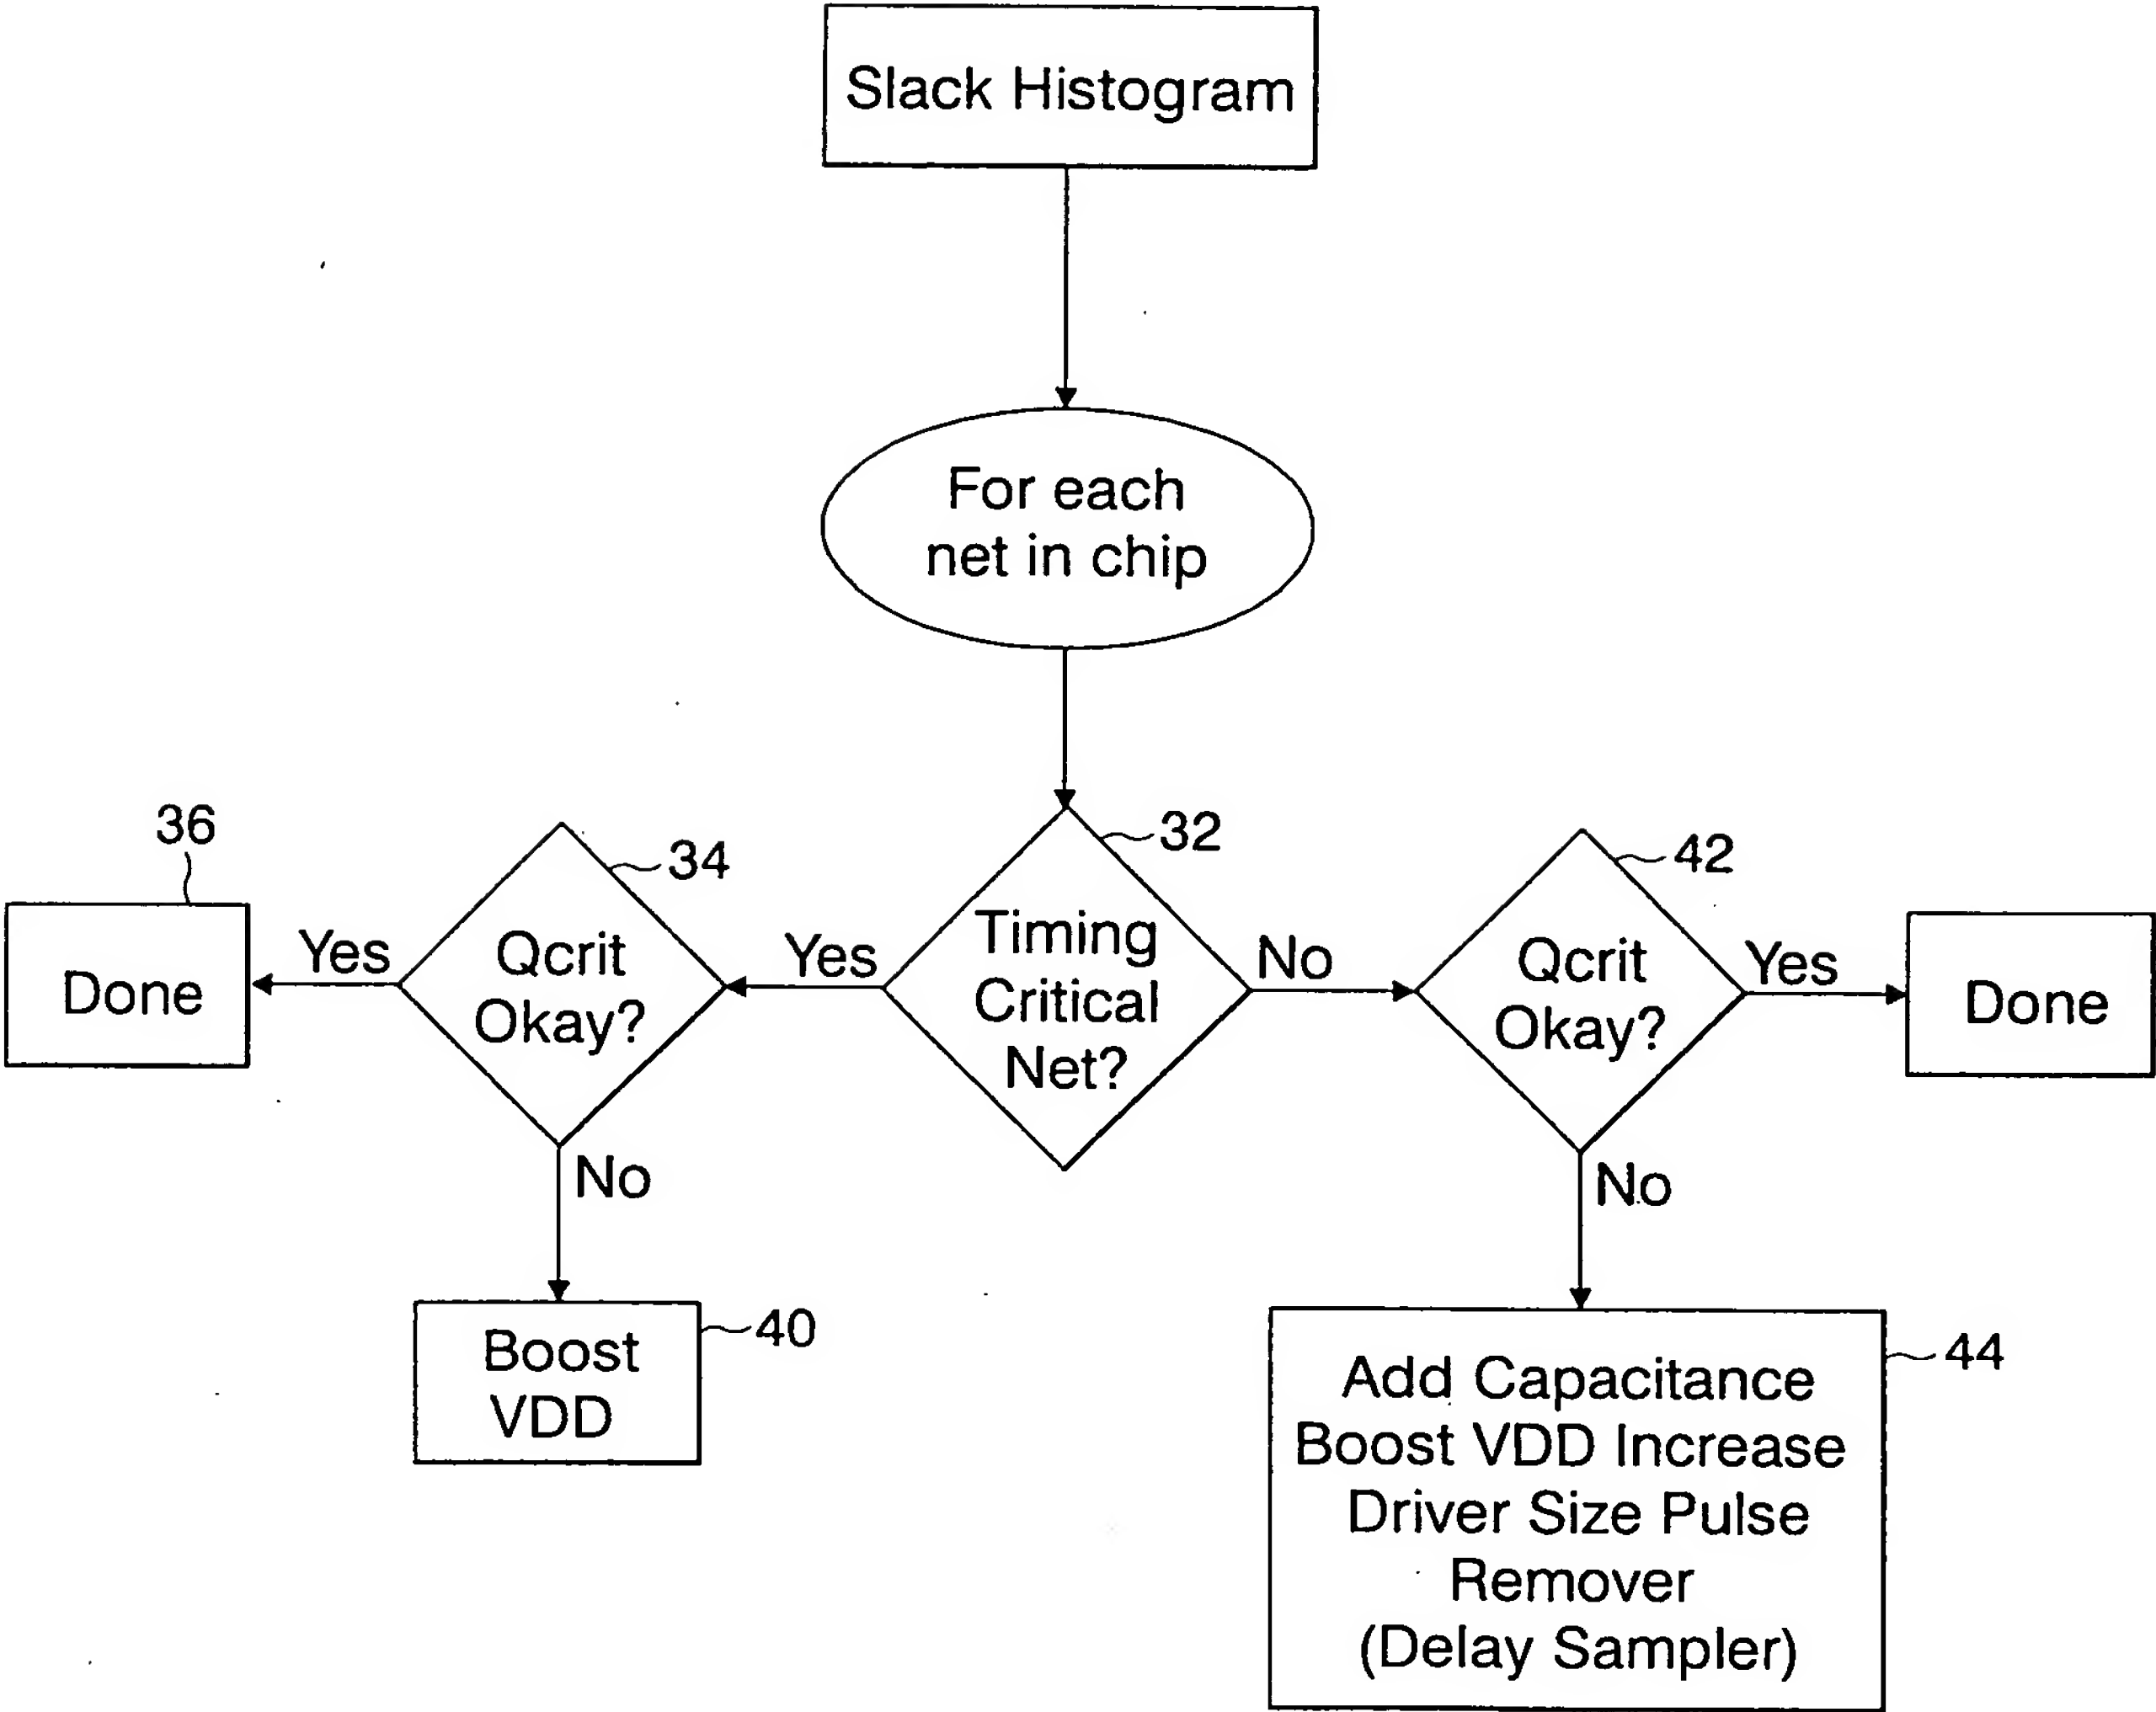 Slack Histogram
For each
net in chip
36
34
32
42
Done
Yes
Qcrit
Okay?
Yes
Timing
Critical
Net?
No
Qcrit
Okay?
Yes
Done
No
No
Boost
VDD
40
Add Capacitance
Boost VDD Increase
Driver Size Pulse
Remover
(Delay Sampler)
44